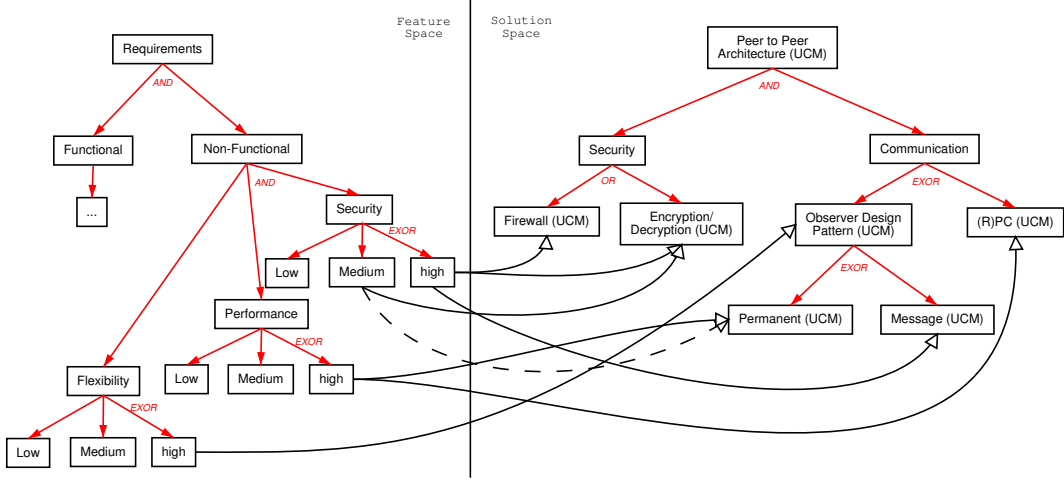 Feature
Space
Solution
Space
Requirements
AND
Functional
...
Non-Functional
AND
Security
EXOR
Low
Medium
high
Performance
EXOR
Low
Medium
high
Flexibility
EXOR
Low
Medium
high
Peer to Peer
Architecture (UCM)
AND
Security
OR
Firewall (UCM)
Encryption/
Decryption (UCM)
Communication
EXOR
Observer Design
Pattern (UCM)
(R)PC (UCM)
EXOR
Permanent (UCM)
Message (UCM)